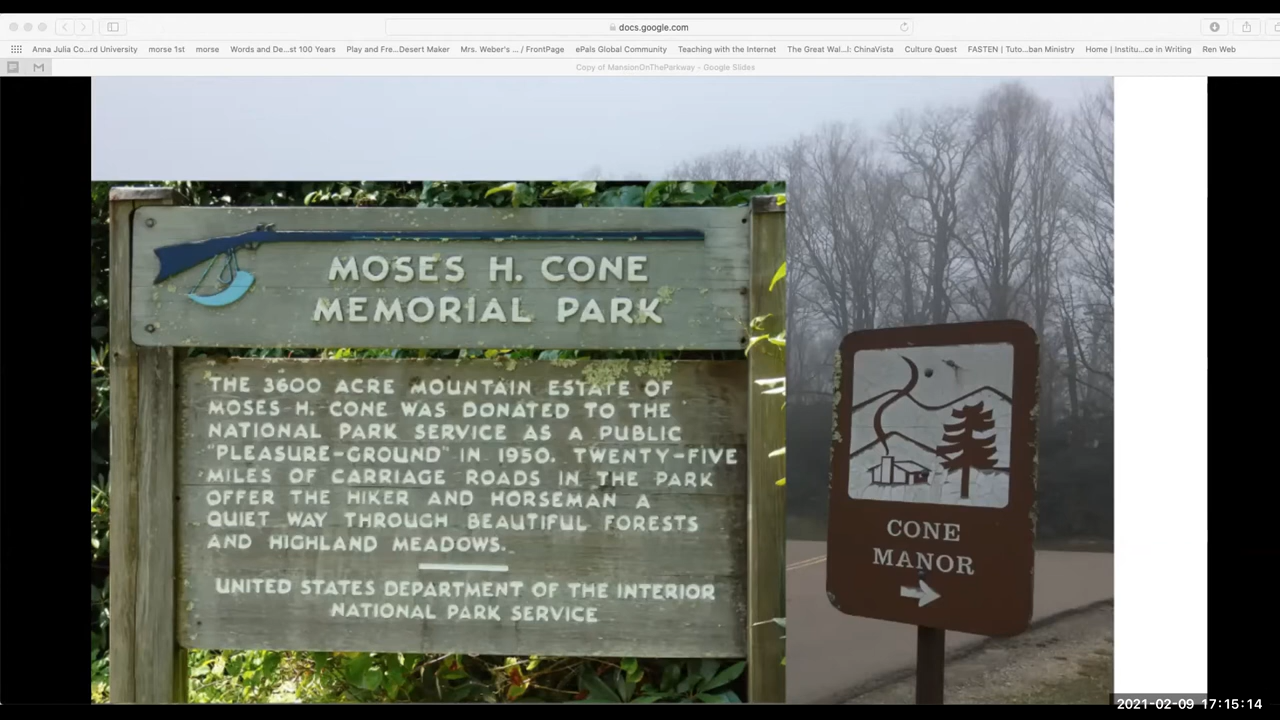 docs.google.com
Anna Julia Co...rd University morse 1st morse Words and De...st 100 Years Play and Fre...Desert Maker Mrs. Weber's ... / FrontPage ePals Global Community Teaching with the Internet The Great Wal...l: ChinaVista Culture Quest FASTEN | Tuto...ban Ministry Home | Institu...ce in Writing Ren Web
Copy of MansionOnTheParkway - Google Slides
MOSES H. CONE
MEMORIAL PARK
THE 3600 ACRE MOUNTAIN ESTATE OF
MOSES H. CONE WAS DONATED TO THE
NATIONAL PARK SERVICE AS A PUBLIC
"PLEASURE-GROUND" IN 1950. TWENTY-FIVE
MILES OF CARRIAGE ROADS IN THE PARK
OFFER THE HIKER AND HORSEMAN A
QUIET WAY THROUGH BEAUTIFUL FORESTS
AND HIGHLAND MEADOWS.
UNITED STATES DEPARTMENT OF THE INTERIOR
NATIONAL PARK SERVICE
CONE
MANOR
2021-02-09 17:15:14